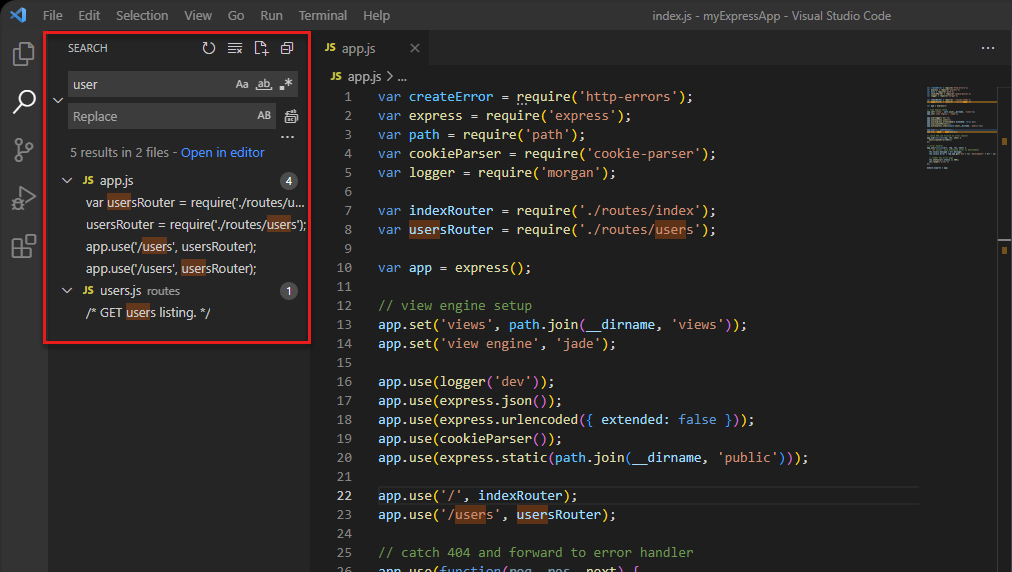 File Edit Selection View Go Run Terminal Help
index.js - myExpressApp - Visual Studio Code
SEARCH
user
Aa ab .*
Replace
AB
5 results in 2 files - Open in editor
JS app.js 4
var usersRouter = require('./routes/u...
usersRouter = require('./routes/users');
app.use('/users', usersRouter);
app.use('/users', usersRouter);
JS users.js routes 1
/* GET users listing. */
JS app.js
JS app.js > ...
1 var createError = require('http-errors');
2 var express = require('express');
3 var path = require('path');
4 var cookieParser = require('cookie-parser');
5 var logger = require('morgan');
6
7 var indexRouter = require('./routes/index');
8 var usersRouter = require('./routes/users');
9
10 var app = express();
11
12 // view engine setup
13 app.set('views', path.join(__dirname, 'views'));
14 app.set('view engine', 'jade');
15
16 app.use(logger('dev'));
17 app.use(express.json());
18 app.use(express.urlencoded({ extended: false }));
19 app.use(cookieParser());
20 app.use(express.static(path.join(__dirname, 'public')));
21
22 app.use('/', indexRouter);
23 app.use('/users', usersRouter);
24
25 // catch 404 and forward to error handler
26 app.use(function(req, res, next) {